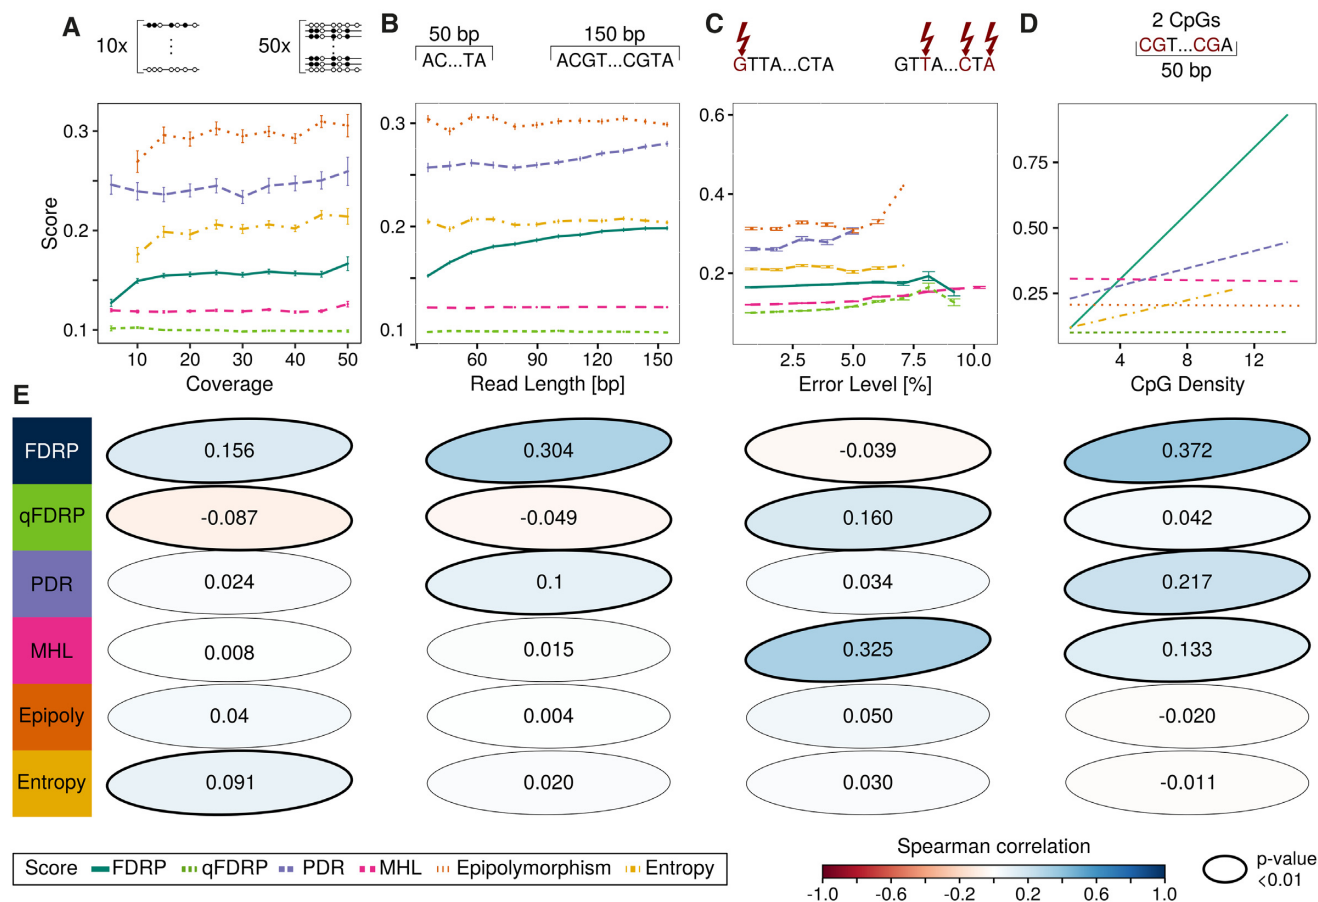 A
10x
50x
B
50 bp
AC...TA
150 bp
ACGT...CGTA
C
GTTA...CTA
GTTA...CTA
D
2 CpGs
CGT...CGA
50 bp
Score
0.3
0.2
0.1
10
20
30
40
50
Coverage
0.3
0.2
0.1
60
90
120
150
Read Length [bp]
0.6
0.4
0.2
2.5
5.0
7.5
10.0
Error Level [%]
0.75
0.50
0.25
4
8
12
CpG Density
E
FDRP
0.156
0.304
-0.039
0.372
qFDRP
-0.087
-0.049
0.160
0.042
PDR
0.024
0.1
0.034
0.217
MHL
0.008
0.015
0.325
0.133
Epipoly
0.04
0.004
0.050
-0.020
Entropy
0.091
0.020
0.030
-0.011
Score FDRP qFDRP PDR MHL Epipolymorphism Entropy
Spearman correlation
-1.0 -0.6 -0.2 0.2 0.6 1.0
p-value
<0.01